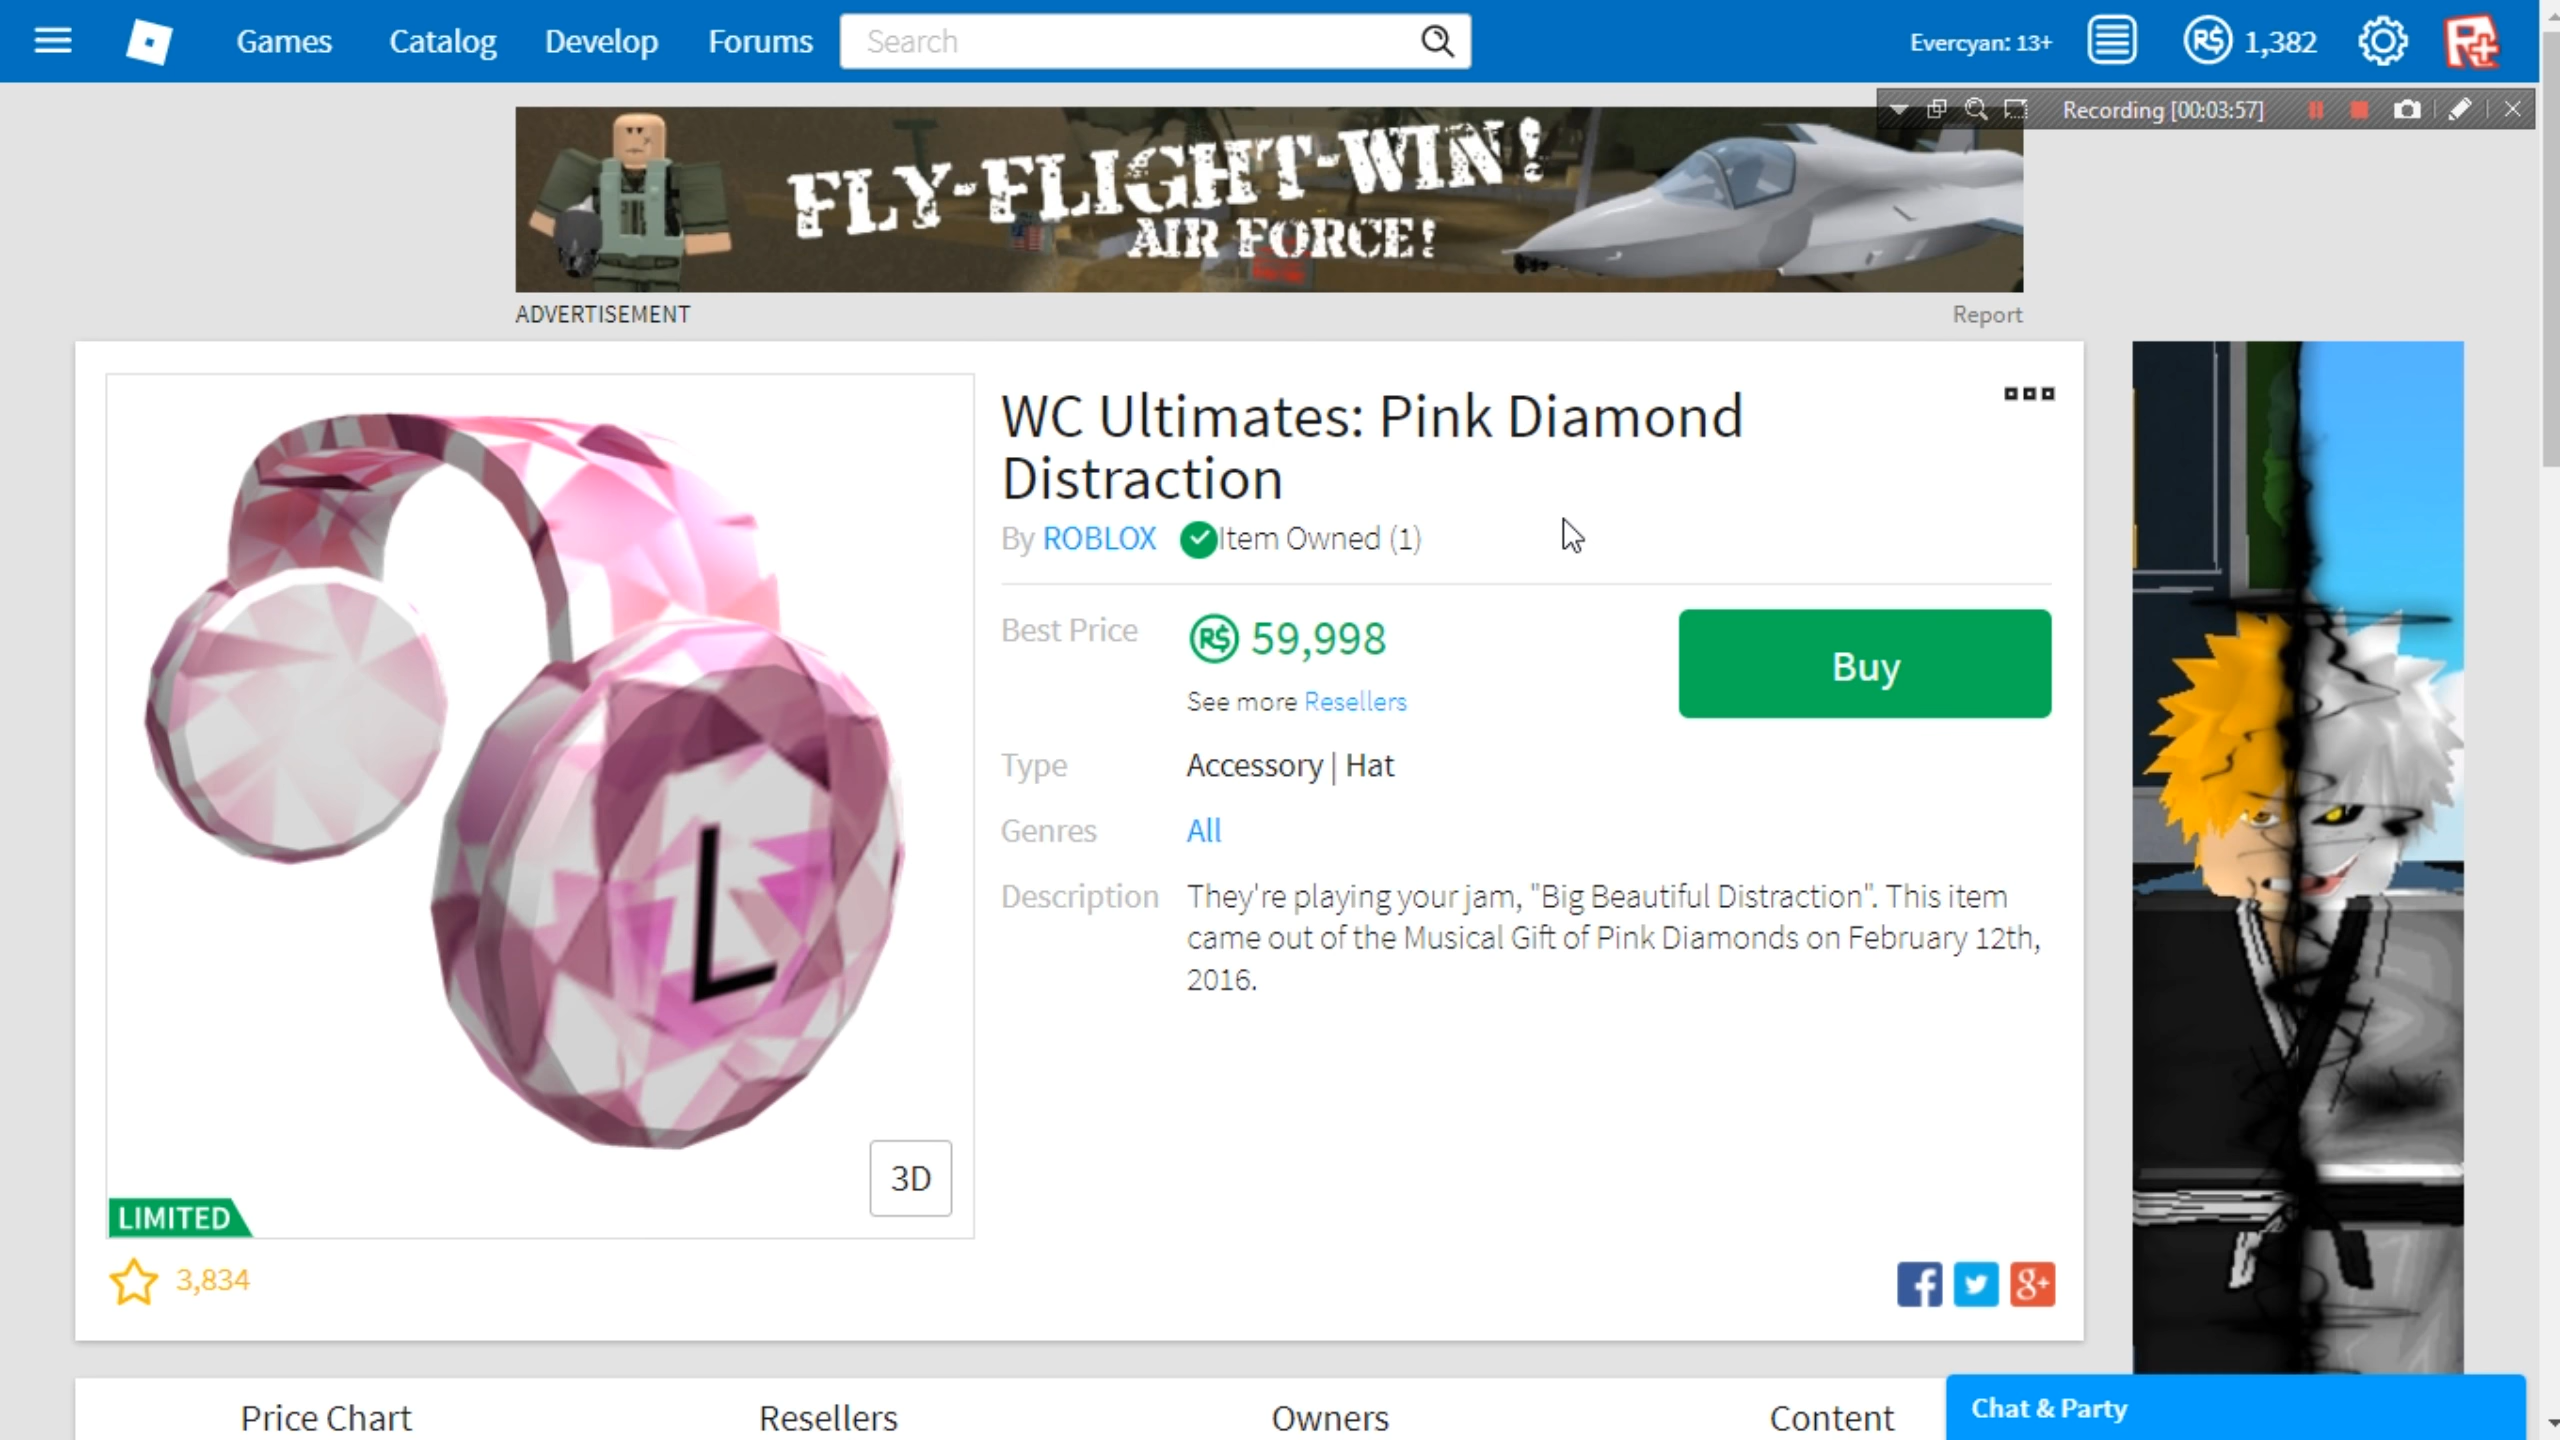 Games Catalog Develop Forums Search Evercyan: 13+ R$ 1,382 R+
Recording [00:03:57]
FLY-FLIGHT-WIN!
AIR FORCE!
ADVERTISEMENT Report
WC Ultimates: Pink Diamond
Distraction
By ROBLOX Item Owned (1)
Best Price R$ 59,998 Buy
See more Resellers
Type Accessory | Hat
Genres All
Description They're playing your jam, "Big Beautiful Distraction". This item
came out of the Musical Gift of Pink Diamonds on February 12th,
2016.
L
3D
LIMITED
3,834
f g+
Price Chart Resellers Owners Content Chat & Party